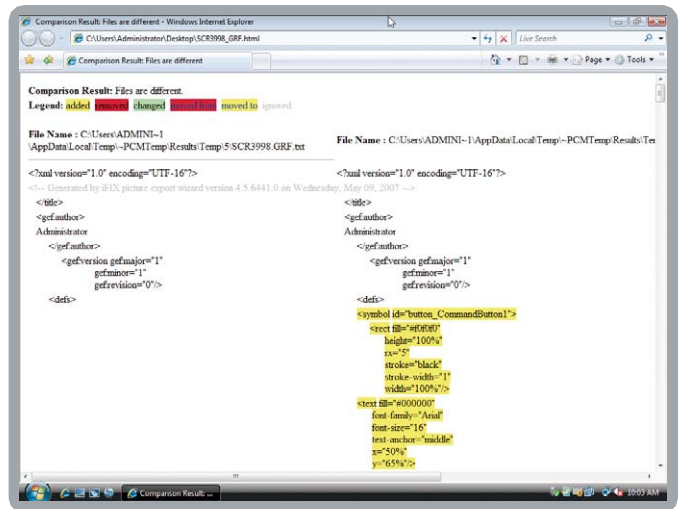 Comparison Result: Files are different - Windows Internet Explorer
C:\Users\Administrator\Desktop\SCR3998_GRF.html
Live Search
Comparison Result: Files are different
Page
Tools
Comparison Result: Files are different.
Legend: added removed changed moved from moved to ignored
File Name : C:\Users\ADMINI~1
\AppData\Local\Temp\~PCMTemp\Results\Temp\5\SCR3998.GRF.txt
File Name : C:\Users\ADMINI~1\AppData\Local\Temp\~PCMTemp\Results\Ter
<?xml version="1.0" encoding="UTF-16"?>
<?xml version="1.0" encoding="UTF-16"?>
<!-- Generated by iFIX picture export wizard version 4.5.6441.0 on Wednesday, May 09, 2007 -->
</title>
</title>
<gef:author>
<gef:author>
Administrator
Administrator
</gef:author>
</gef:author>
<gef:version gef:major="1"
<gef:version gef:major="1"
gef:minor="1"
gef:minor="1"
gef:revision="0"/>
gef:revision="0"/>
<defs>
<defs>
<symbol id="button_CommandButton1">
<rect fill="#f0f0f0"
height="100%"
rx="5"
stroke="black"
stroke-width="1"
width="100%"/>
<text fill="#000000"
font-family="Arial"
font-size="16"
text-anchor="middle"
x="50%"
y="65%"/>
Comparison Result: ...
10:03 AM